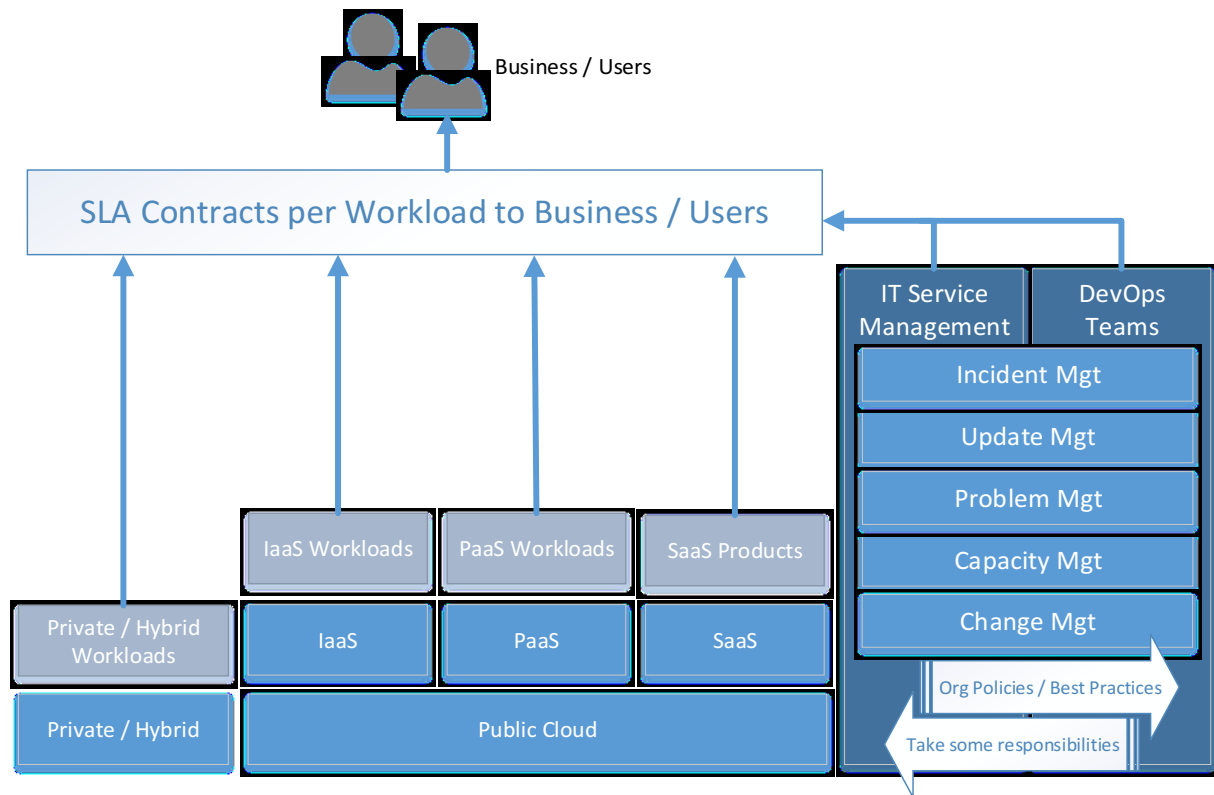 Business / Users
SLA Contracts per Workload to Business / Users
IT Service
Management
DevOps
Teams
Incident Mgt
Update Mgt
Problem Mgt
Capacity Mgt
Change Mgt
Org Policies / Best Practices
Take some responsibilities
IaaS Workloads
PaaS Workloads
SaaS Products
Private / Hybrid
Workloads
IaaS
PaaS
SaaS
Private / Hybrid
Public Cloud